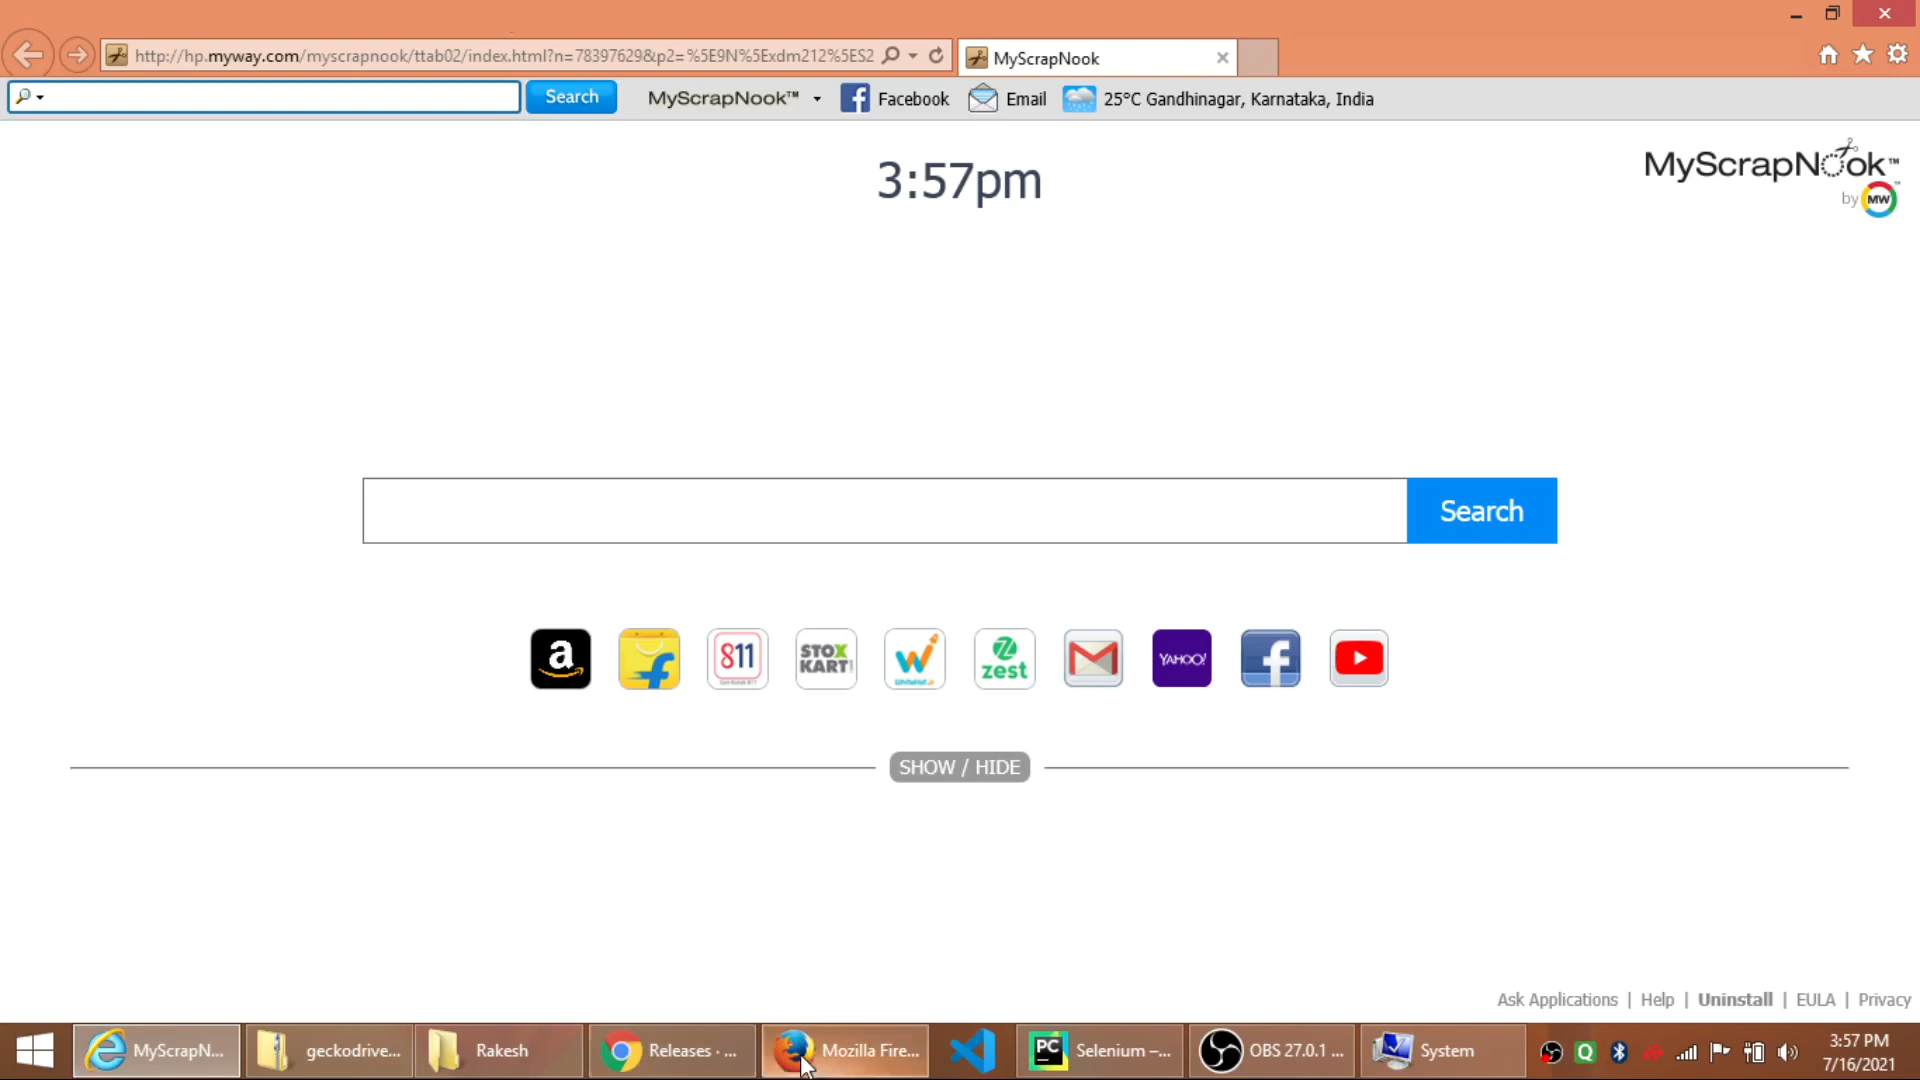 http://hp.myway.com/myscrapnook/ttab02/index.html?n=78397629&p2=%5E9N%5Exdm212%5ES2
MyScrapNook
Search
MyScrapNook™
Facebook
Email
25°C Gandhinagar, Karnataka, India
3:57pm
MyScrapNook™
by MW
Search
a
811
STOX KART
W
WhiteHat Jr
zest
YAHOO!
SHOW / HIDE
Ask Applications | Help | Uninstall | EULA | Privacy
MyScrapN...
geckodrive...
Rakesh
Releases · ...
Mozilla Fire...
PC
Selenium –...
OBS 27.0.1 ...
System
3:57 PM
7/16/2021